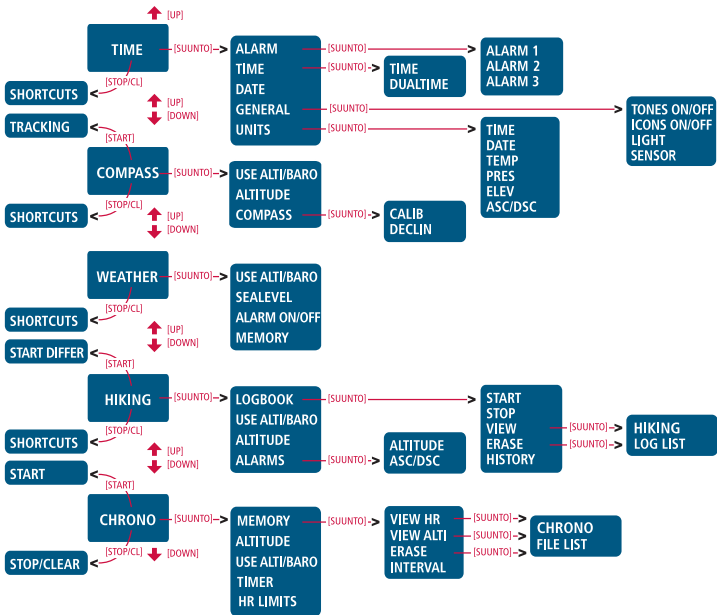 [UP]
TIME
[SUUNTO]
ALARM
TIME
DATE
GENERAL
UNITS
[SUUNTO]
[SUUNTO]
ALARM 1
ALARM 2
ALARM 3
TIME
DUALTIME
TONES ON/OFF
ICONS ON/OFF
LIGHT
SENSOR
TIME
DATE
TEMP
PRES
ELEV
ASC/DSC
[STOP/CL]
SHORTCUTS
[UP]
[DOWN]
TRACKING
[START]
COMPASS
[SUUNTO]
USE ALTI/BARO
ALTITUDE
COMPASS
[SUUNTO]
CALIB
DECLIN
[STOP/CL]
SHORTCUTS
[UP]
[DOWN]
WEATHER
[SUUNTO]
USE ALTI/BARO
SEALEVEL
ALARM ON/OFF
MEMORY
[STOP/CL]
SHORTCUTS
[UP]
[DOWN]
START DIFFER
[START]
HIKING
[SUUNTO]
LOGBOOK
USE ALTI/BARO
ALTITUDE
ALARMS
[SUUNTO]
[SUUNTO]
START
STOP
VIEW
ERASE
HISTORY
[SUUNTO]
[SUUNTO]
HIKING
LOG LIST
ALTITUDE
ASC/DSC
[STOP/CL]
SHORTCUTS
[UP]
[DOWN]
START
[START]
CHRONO
[SUUNTO]
MEMORY
ALTITUDE
USE ALTI/BARO
TIMER
HR LIMITS
[SUUNTO]
VIEW HR
VIEW ALTI
ERASE
INTERVAL
[SUUNTO]
[SUUNTO]
[SUUNTO]
CHRONO
FILE LIST
[STOP/CL]
STOP/CLEAR
[DOWN]